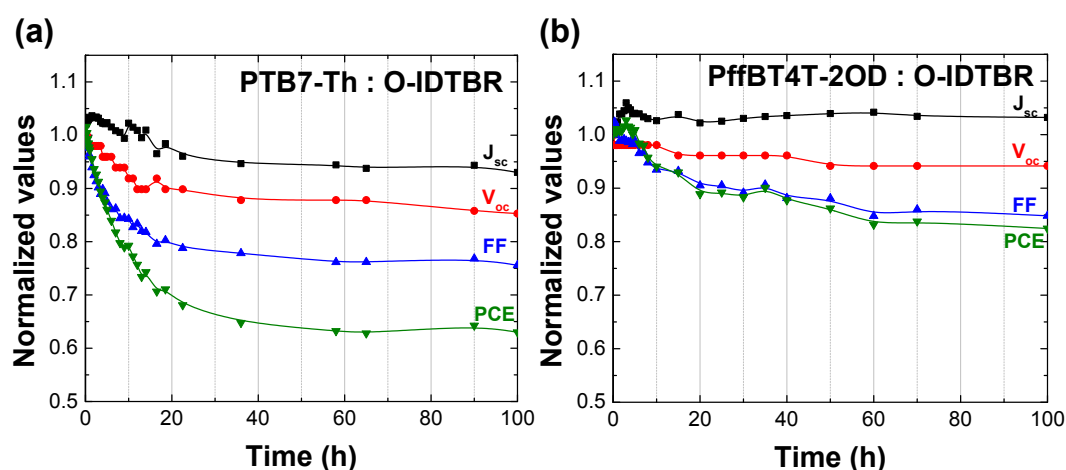 (a)
PTB7-Th : O-IDTBR
Normalized values
1.1
1.0
0.9
0.8
0.7
0.6
0.5
Jsc
Voc
FF
PCE
0 20 40 60 80 100
Time (h)
(b)
PffBT4T-2OD : O-IDTBR
Normalized values
1.1
1.0
0.9
0.8
0.7
0.6
0.5
Jsc
Voc
FF
PCE
0 20 40 60 80 100
Time (h)